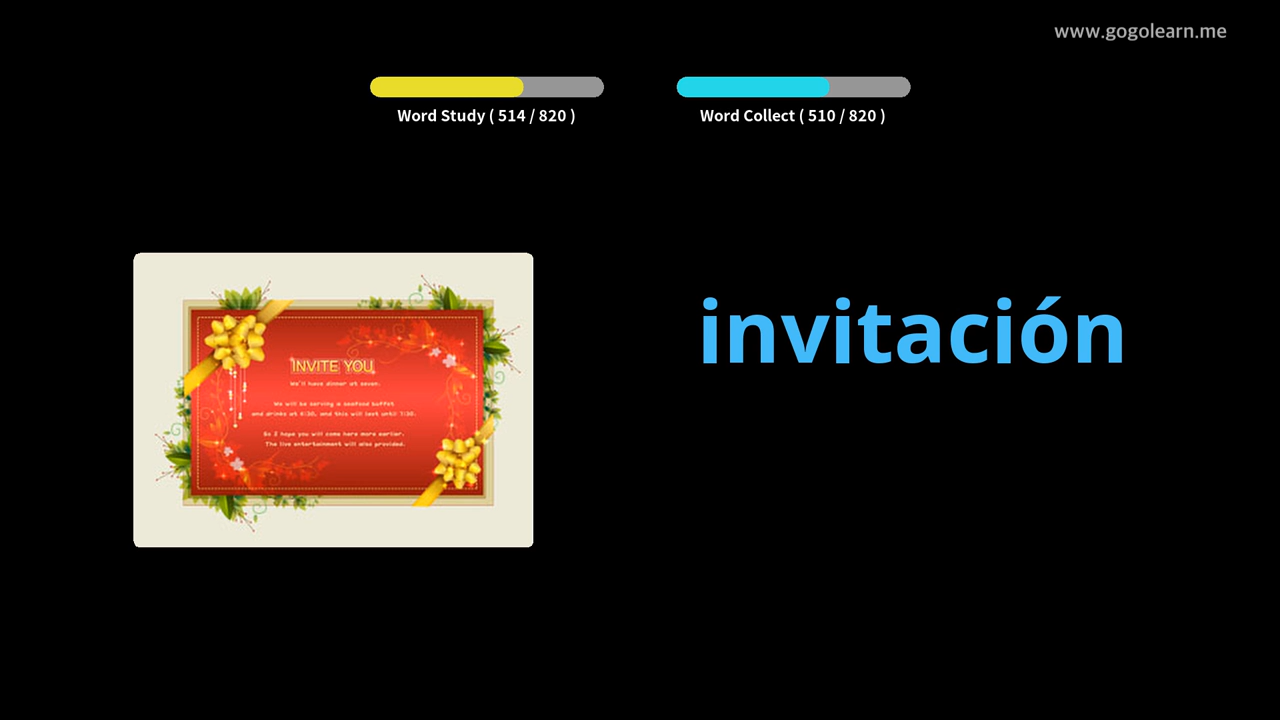 www.gogolearn.me
Word Study ( 514 / 820 )
Word Collect ( 510 / 820 )
invitación
INVITE YOU
We'll have dinner at seven.
We will be serving a seafood buffet
and drinks at 6:30, and this will last until 7:30.
So I hope you will come here more earlier.
The live entertainment will also provided.